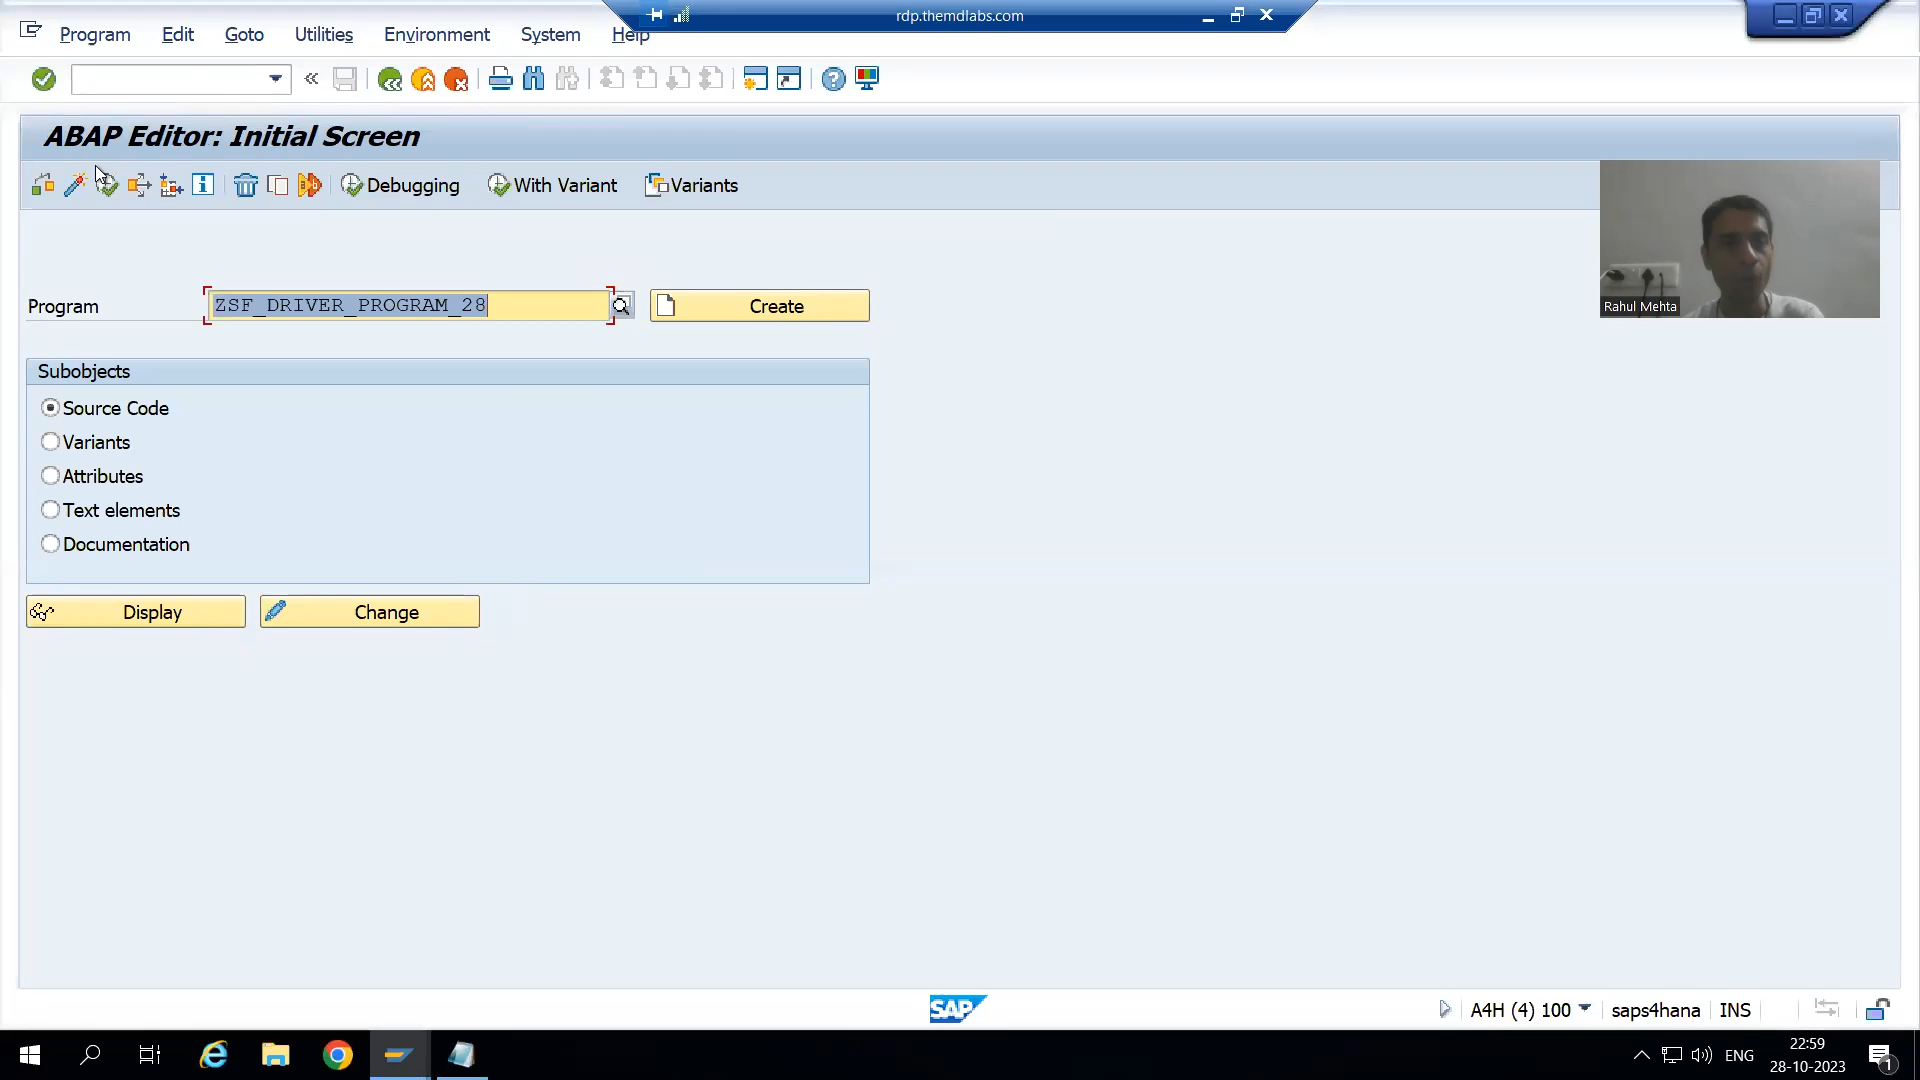 rdp.themdlabs.com
Program Edit Goto Utilities Environment System Help
ABAP Editor: Initial Screen
Debugging With Variant Variants
Rahul Mehta
Program ZSF_DRIVER_PROGRAM_28 Create
Subobjects
Source Code
Variants
Attributes
Text elements
Documentation
Display Change
SAP A4H (4) 100 saps4hana INS
22:59
ENG
28-10-2023
1